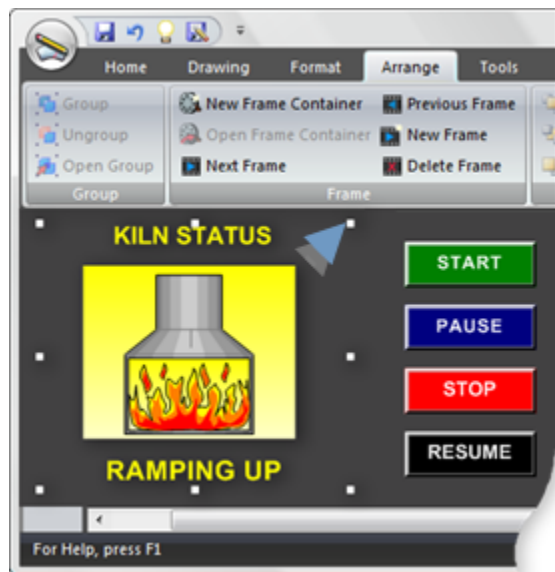 Home Drawing Format Arrange Tools
Group New Frame Container Previous Frame
Ungroup Open Frame Container New Frame
Open Group Next Frame Delete Frame
Group Frame
KILN STATUS
START
PAUSE
STOP
RAMPING UP
RESUME
For Help, press F1